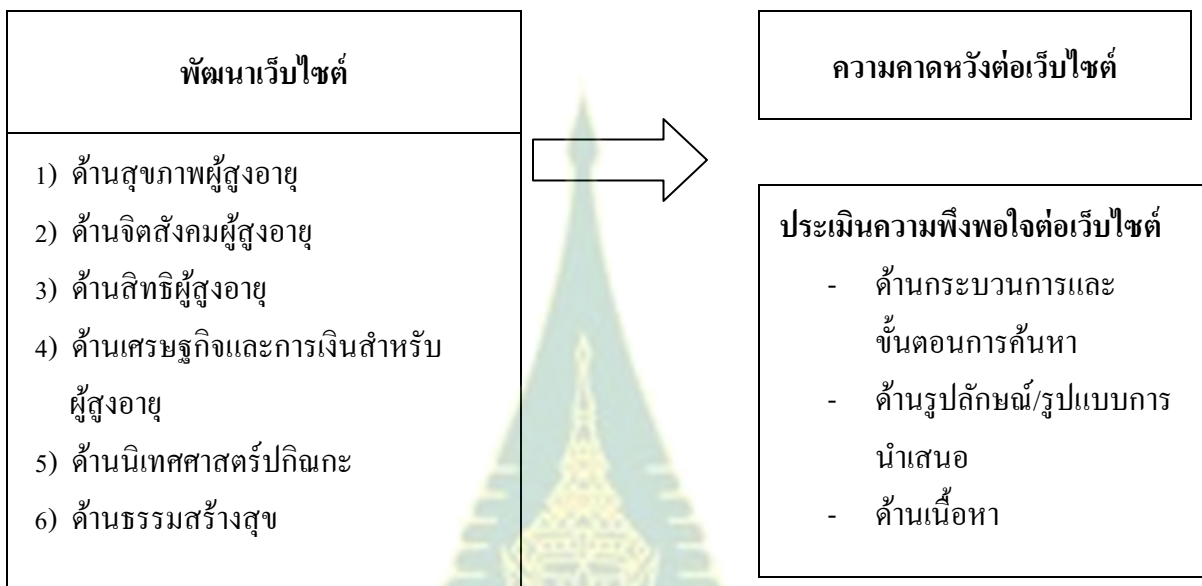 พัฒนาเว็บไซต์
1) ด้านสุขภาพผู้สูงอายุ
2) ด้านจิตสังคมผู้สูงอายุ
3) ด้านสิทธิผู้สูงอายุ
4) ด้านเศรษฐกิจและการเงินสำหรับ
ผู้สูงอายุ
5) ด้านนิเทศศาสตร์ปกิณกะ
6) ด้านธรรมสร้างสุข
ความคาดหวังต่อเว็บไซต์
ประเมินความพึงพอใจต่อเว็บไซต์
- ด้านกระบวนการและ
ขั้นตอนการค้นหา
- ด้านรูปลักษณ์/รูปแบบการ
นำเสนอ
- ด้านเนื้อหา